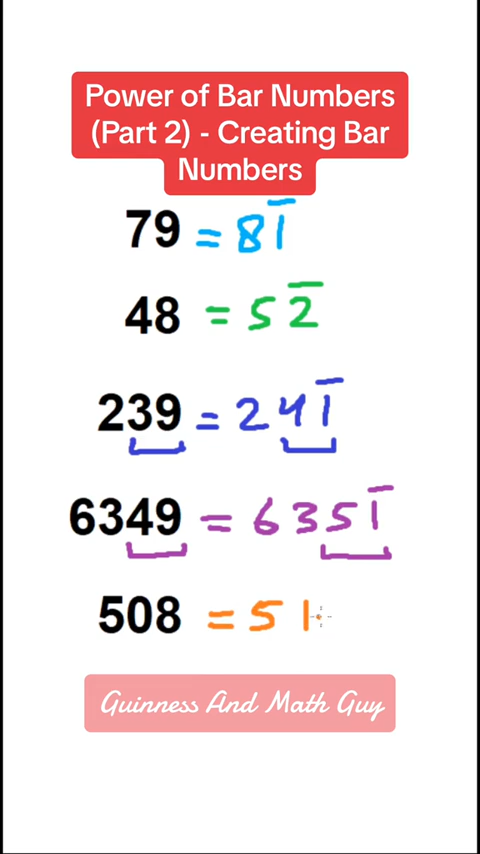 Power of Bar Numbers
(Part 2) - Creating Bar
Numbers
79 = 81̅
48 = 52̅
239 = 241̅
6349 = 6351̅
508 = 51
Guinness And Math Guy